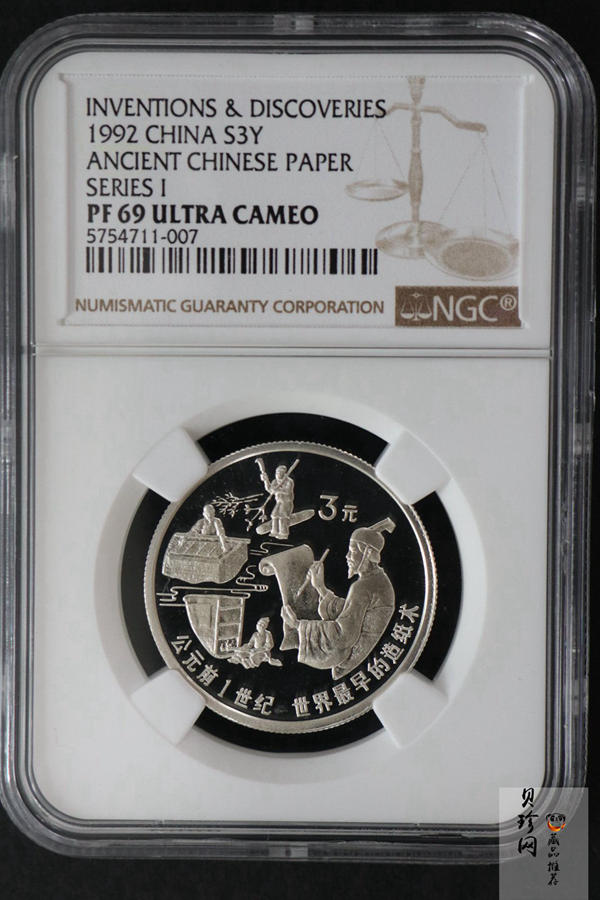 INVENTIONS & DISCOVERIES
1992 CHINA S3Y
ANCIENT CHINESE PAPER
SERIES I
PF 69 ULTRA CAMEO
5754711-007
NUMISMATIC GUARANTY CORPORATION
NGC®
3元
公元前1世纪 世界最早的造纸术
贝珍网
藏品推荐